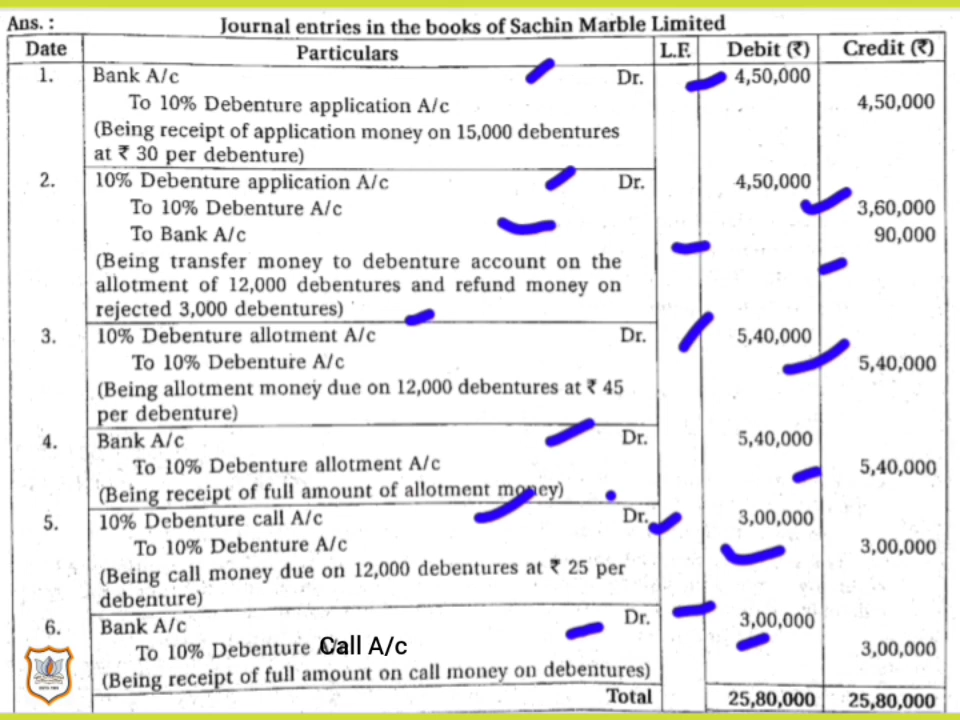 Ans. :
Journal entries in the books of Sachin Marble Limited
Date Particulars L.F. Debit (₹) Credit (₹)
1. Bank A/c Dr. 4,50,000
To 10% Debenture application A/c 4,50,000
(Being receipt of application money on 15,000 debentures
at ₹ 30 per debenture)
2. 10% Debenture application A/c Dr. 4,50,000
To 10% Debenture A/c 3,60,000
To Bank A/c 90,000
(Being transfer money to debenture account on the
allotment of 12,000 debentures and refund money on
rejected 3,000 debentures)
3. 10% Debenture allotment A/c Dr. 5,40,000
To 10% Debenture A/c 5,40,000
(Being allotment money due on 12,000 debentures at ₹ 45
per debenture)
4. Bank A/c Dr. 5,40,000
To 10% Debenture allotment A/c 5,40,000
(Being receipt of full amount of allotment money)
5. 10% Debenture call A/c Dr. 3,00,000
To 10% Debenture A/c 3,00,000
(Being call money due on 12,000 debentures at ₹ 25 per
debenture)
6. Bank A/c Dr. 3,00,000
To 10% Debenture Call A/c 3,00,000
(Being receipt of full amount on call money on debentures)
Total 25,80,000 25,80,000